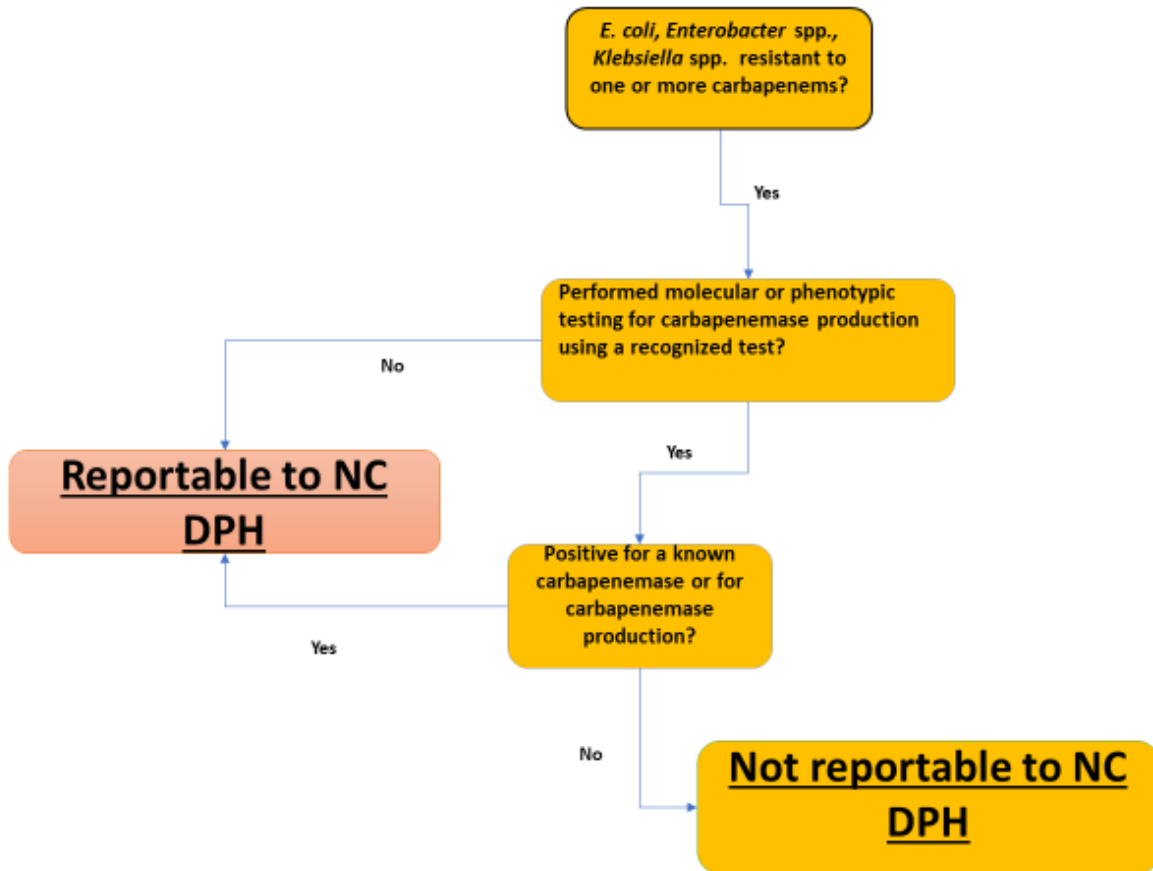 E. coli, Enterobacter spp.,
Klebsiella spp. resistant to
one or more carbapenems?
Yes
Performed molecular or phenotypic
testing for carbapenemase production
using a recognized test?
No
Yes
Reportable to NC
DPH
Positive for a known
carbapenemase or for
carbapenemase
production?
Yes
No
Not reportable to NC
DPH